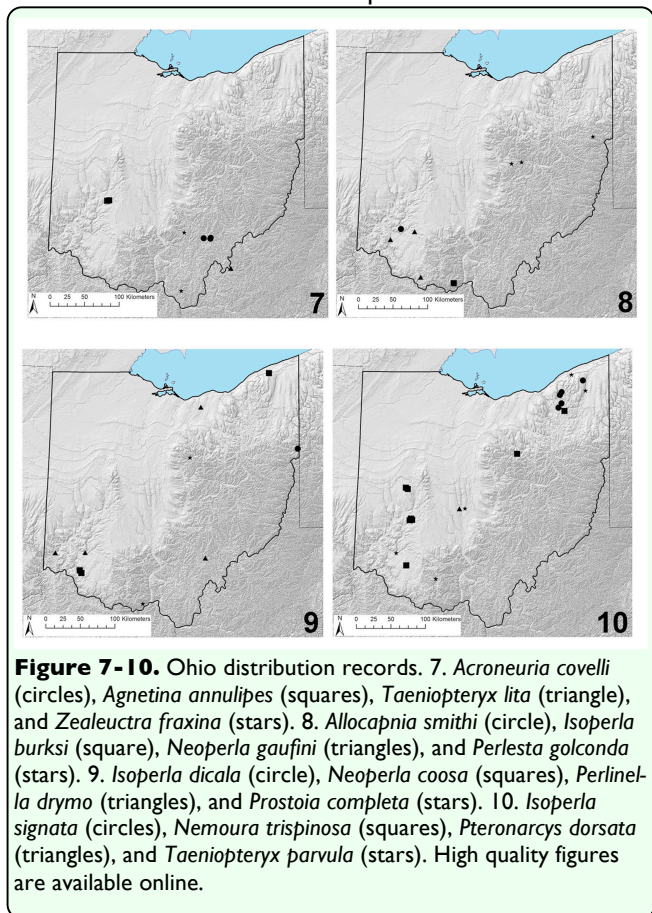 N
0 25 50 100 Kilometers
7
N
0 25 50 100 Kilometers
8
N
0 25 50 100 Kilometers
9
N
0 25 50 100 Kilometers
10
Figure 7-10. Ohio distribution records. 7. Acroneuria covelli
(circles), Agnetina annulipes (squares), Taeniopteryx lita (triangle),
and Zealeuctra fraxina (stars). 8. Allocapnia smithi (circle), Isoperla
burksi (square), Neoperla gaufini (triangles), and Perlesta golconda
(stars). 9. Isoperla dicala (circle), Neoperla coosa (squares), Perlinel-
la drymo (triangles), and Prostoia completa (stars). 10. Isoperla
signata (circles), Nemoura trispinosa (squares), Pteronarcys dorsata
(triangles), and Taeniopteryx parvula (stars). High quality figures
are available online.